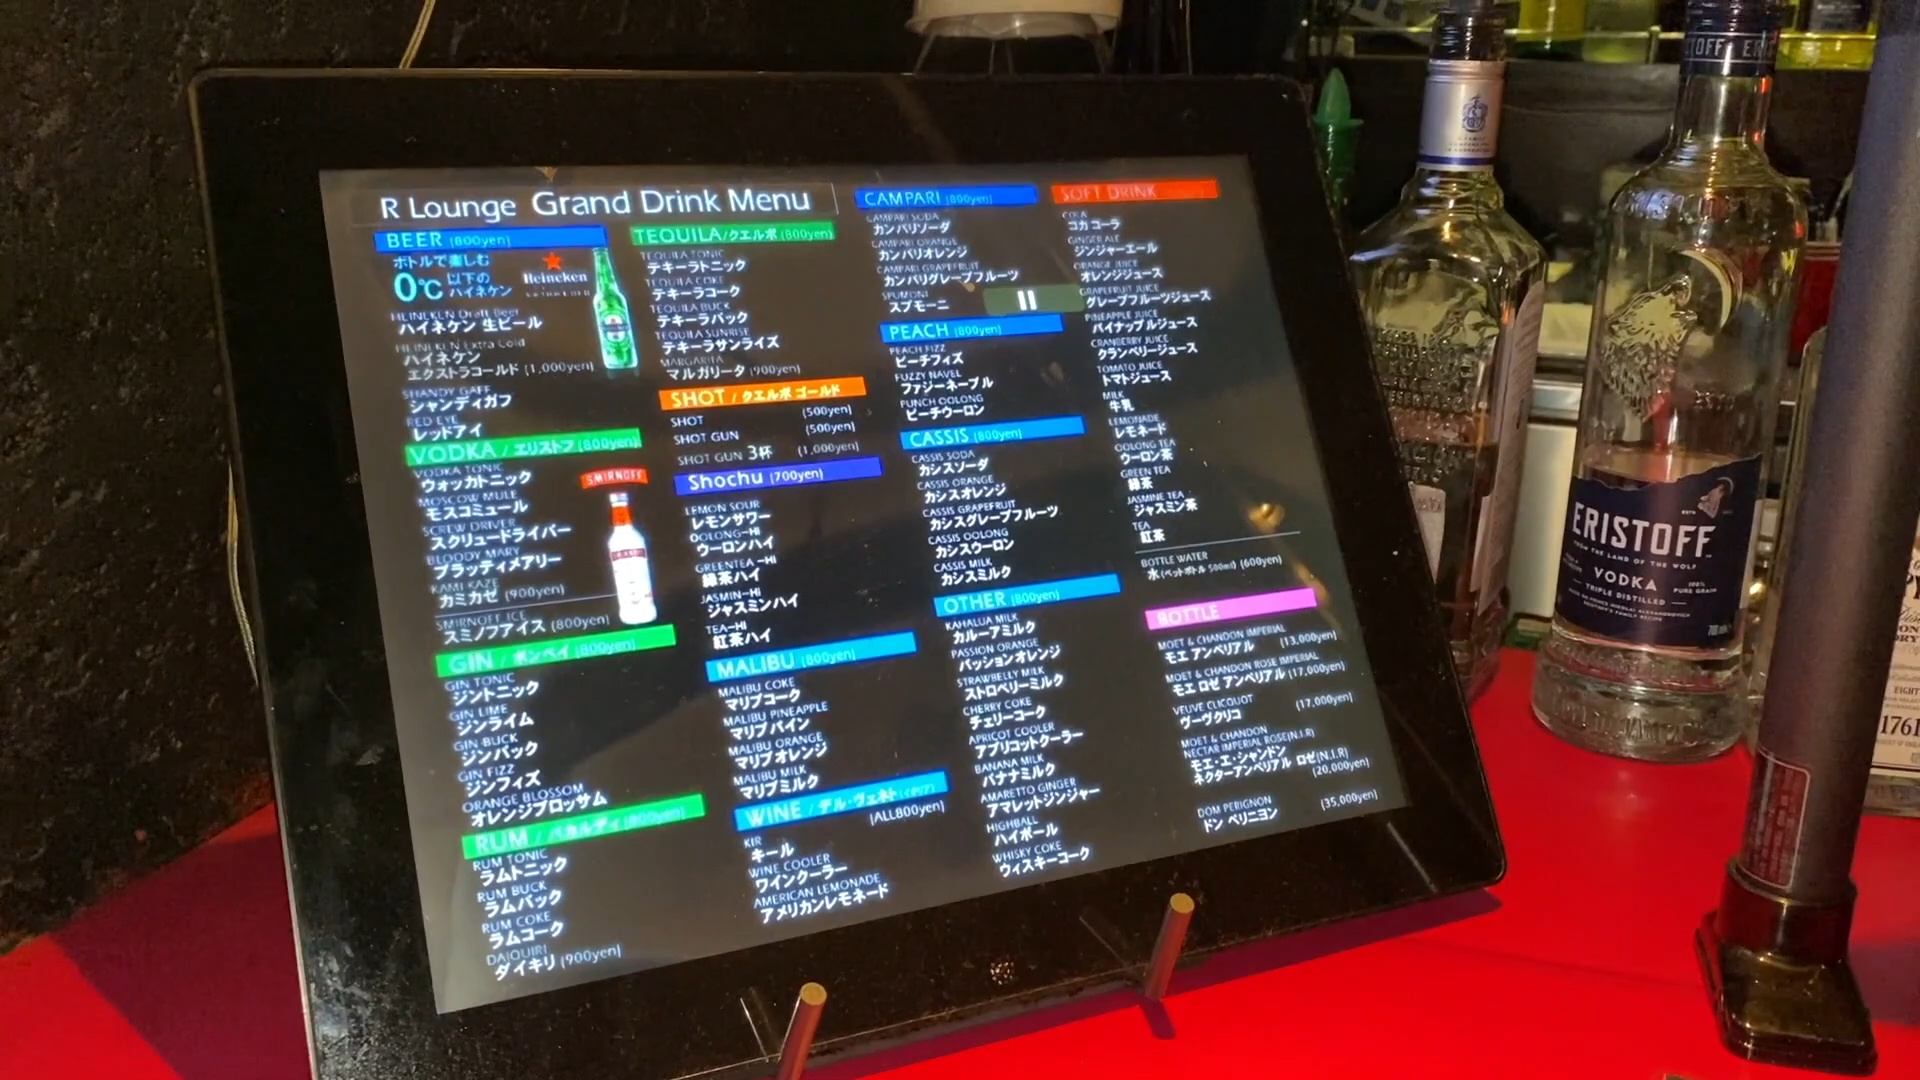 R Lounge Grand Drink Menu
BEER (800yen)
ボトルで楽しむ
0℃ 以下の
ハイネケン
Heineken
HEINEKEN Draft Beer
ハイネケン 生ビール
HEINEKEN Extra Cold
ハイネケン
エクストラコールド (1,000yen)
SHANDY GAFF
シャンディガフ
RED EYE
レッドアイ
VODKA / エリストフ (800yen)
VODKA TONIC
ウォッカトニック
MOSCOW MULE
モスコミュール
SCREW DRIVER
スクリュードライバー
BLOODY MARY
ブラッティメアリー
KAMI KAZE
カミカゼ (900yen)
SMIRNOFF
SMIRNOFF ICE
スミノフアイス (800yen)
GIN / ボンベイ (800yen)
GIN TONIC
ジントニック
GIN LIME
ジンライム
GIN BUCK
ジンバック
GIN FIZZ
ジンフィズ
ORANGE BLOSSOM
オレンジブロッサム
RUM / バカルディ (800yen)
RUM TONIC
ラムトニック
RUM BUCK
ラムバック
RUM COKE
ラムコーク
DAIQUIRI
ダイキリ (900yen)
TEQUILA/クエルボ (800yen)
TEQUILA TONIC
テキーラトニック
TEQUILA COKE
テキーラコーク
TEQUILA BUCK
テキーラバック
TEQUILA SUNRISE
テキーラサンライズ
MARGARITA
マルガリータ (900yen)
SHOT / クエルボ ゴールド
SHOT (500yen)
SHOT GUN (500yen)
SHOT GUN 3杯 (1,000yen)
Shochu (700yen)
LEMON SOUR
レモンサワー
OOLONG-HI
ウーロンハイ
GREENTEA -HI
緑茶ハイ
JASMIN-HI
ジャスミンハイ
TEA-HI
紅茶ハイ
MALIBU (800yen)
MALIBU COKE
マリブコーク
MALIBU PINEAPPLE
マリブパイン
MALIBU ORANGE
マリブオレンジ
MALIBU MILK
マリブミルク
WINE / デル・ヴェネト (イタリア)
(ALL800yen)
KIR
キール
WINE COOLER
ワインクーラー
AMERICAN LEMONADE
アメリカンレモネード
CAMPARI (800yen)
CAMPARI SODA
カンパリソーダ
CAMPARI ORANGE
カンパリオレンジ
CAMPARI GRAPEFRUIT
カンパリグレープフルーツ
SPUMONI
スプモーニ
PEACH (800yen)
PEACH FIZZ
ピーチフィズ
FUZZY NAVEL
ファジーネーブル
PUNCH OOLONG
ピーチウーロン
CASSIS (800yen)
CASSIS SODA
カシスソーダ
CASSIS ORANGE
カシスオレンジ
CASSIS GRAPEFRUIT
カシスグレープフルーツ
CASSIS OOLONG
カシスウーロン
CASSIS MILK
カシスミルク
OTHER (800yen)
KAHALUA MILK
カルーアミルク
PASSION ORANGE
パッションオレンジ
STRAWBELLY MILK
ストロベリーミルク
CHERRY COKE
チェリーコーク
APRICOT COOLER
アプリコットクーラー
BANANA MILK
バナナミルク
AMARETTO GINGER
アマレットジンジャー
HIGHBALL
ハイボール
WHISKY COKE
ウィスキーコーク
SOFT DRINK
COLA
コカコーラ
GINGER ALE
ジンジャーエール
ORANGE JUICE
オレンジジュース
GRAPEFRUIT JUICE
グレープフルーツジュース
PINEAPPLE JUICE
パイナップルジュース
CRANBERRY JUICE
クランベリージュース
TOMATO JUICE
トマトジュース
MILK
牛乳
LEMONADE
レモネード
OOLONG TEA
ウーロン茶
GREEN TEA
緑茶
JASMINE TEA
ジャスミン茶
TEA
紅茶
BOTTLE WATER
水 (ペットボトル 500ml) (600yen)
BOTTLE
MOET & CHANDON IMPERIAL
モエ アンペリアル (13,000yen)
MOET & CHANDON ROSE IMPERIAL
モエ ロゼ アンペリアル (17,000yen)
VEUVE CLICQUOT
ヴーヴクリコ (17,000yen)
MOET & CHANDON
NECTAR IMPERIAL ROSE(N.I.R)
モエ・エ・シャンドン
ネクターアンペリアル ロゼ(N.I.R)
(20,000yen)
DOM PERIGNON
ドン ペリニヨン (35,000yen)
ERISTOFF
FROM THE LAND OF THE WOLF
VODKA
100%
PURE GRAIN
TRIPLE DISTILLED
1761